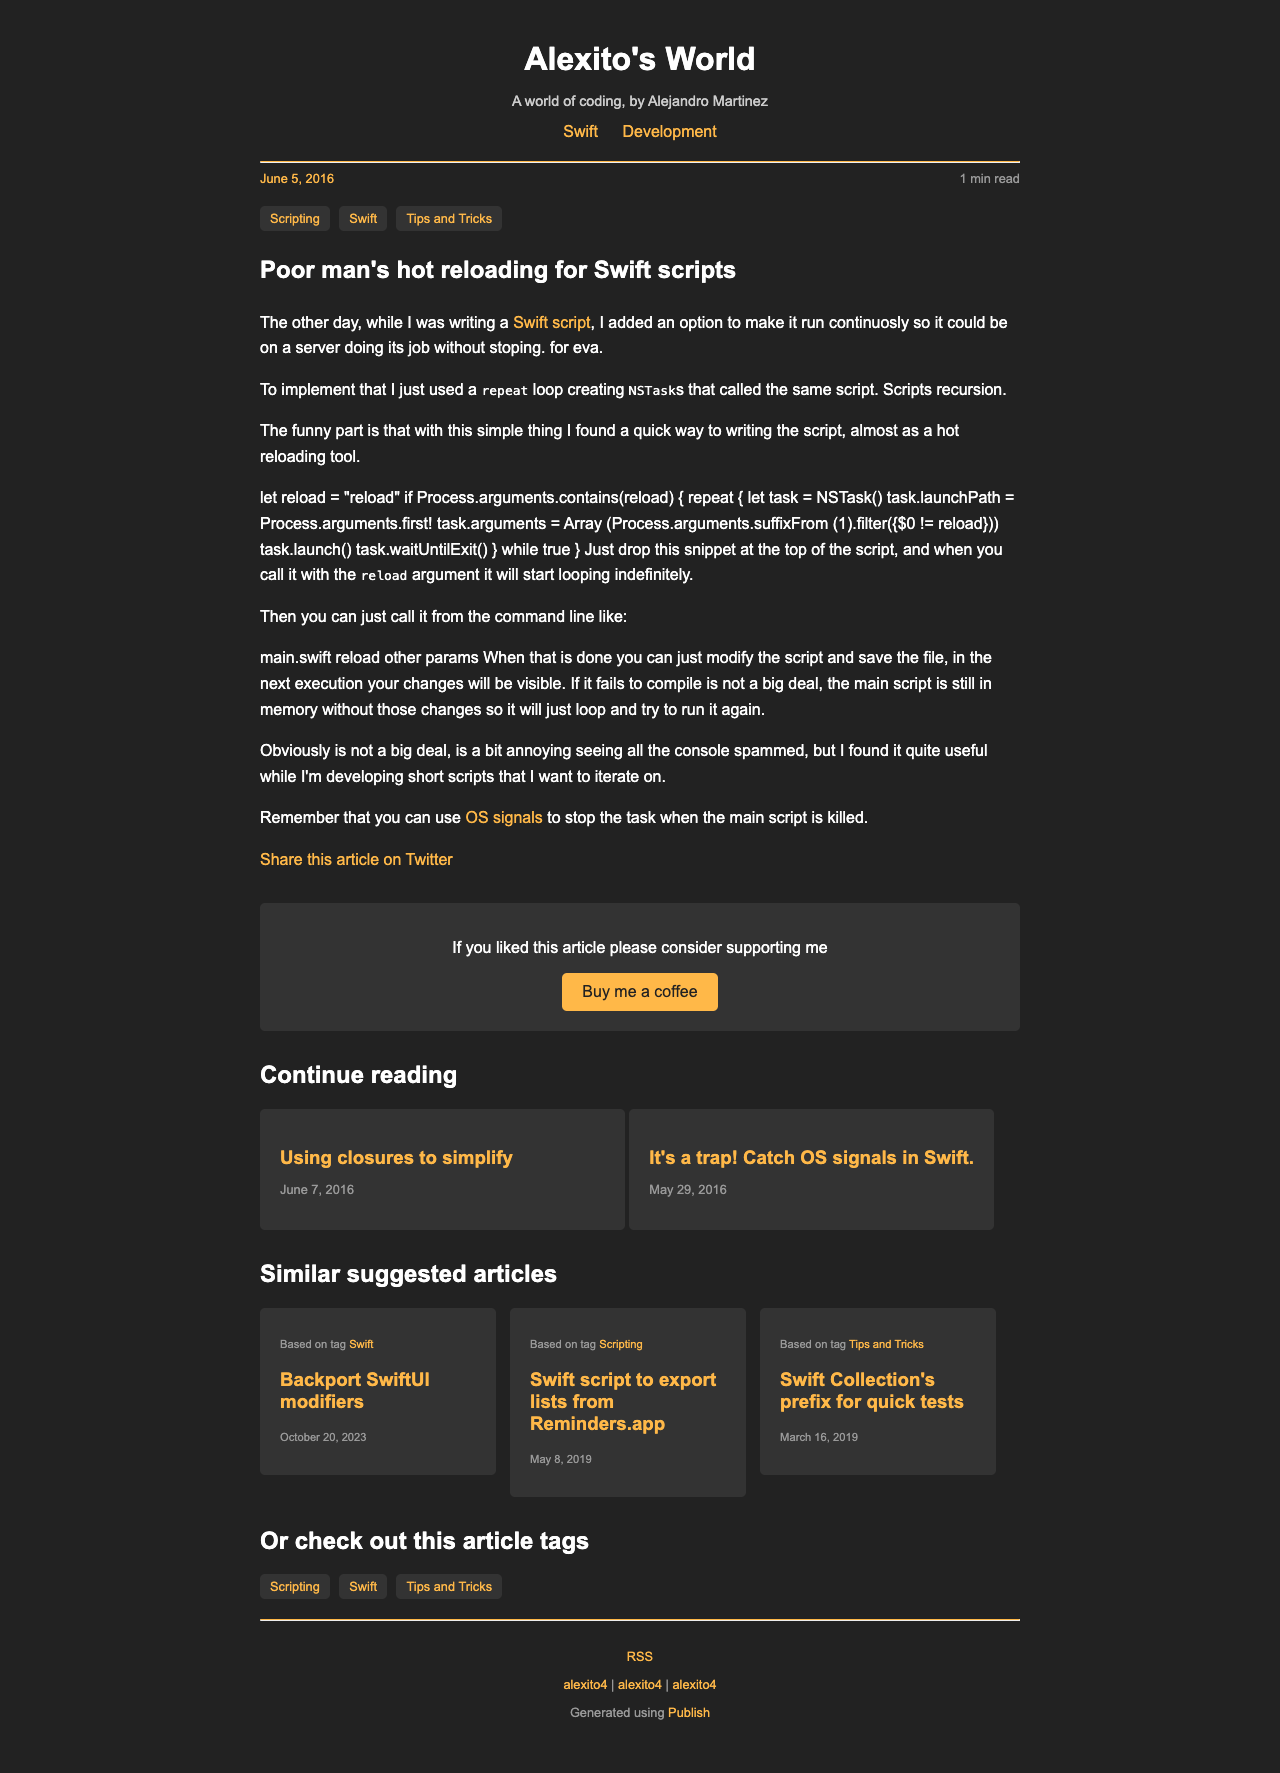 Alexito's World
A world of coding, by Alejandro Martinez
Swift Development
June 5, 2016 1 min read
Scripting Swift Tips and Tricks
Poor man's hot reloading for Swift scripts
The other day, while I was writing a Swift script, I added an option to make it run continuosly so it could be
on a server doing its job without stoping. for eva.
To implement that I just used a repeat loop creating NSTasks that called the same script. Scripts recursion.
The funny part is that with this simple thing I found a quick way to writing the script, almost as a hot
reloading tool.
let reload = "reload" if Process.arguments.contains(reload) { repeat { let task = NSTask() task.launchPath =
Process.arguments.first! task.arguments = Array (Process.arguments.suffixFrom (1).filter({$0 != reload}))
task.launch() task.waitUntilExit() } while true } Just drop this snippet at the top of the script, and when you
call it with the reload argument it will start looping indefinitely.
Then you can just call it from the command line like:
main.swift reload other params When that is done you can just modify the script and save the file, in the
next execution your changes will be visible. If it fails to compile is not a big deal, the main script is still in
memory without those changes so it will just loop and try to run it again.
Obviously is not a big deal, is a bit annoying seeing all the console spammed, but I found it quite useful
while I'm developing short scripts that I want to iterate on.
Remember that you can use OS signals to stop the task when the main script is killed.
Share this article on Twitter
If you liked this article please consider supporting me
Buy me a coffee
Continue reading
Using closures to simplify
June 7, 2016
It's a trap! Catch OS signals in Swift.
May 29, 2016
Similar suggested articles
Based on tag Swift
Backport SwiftUI
modifiers
October 20, 2023
Based on tag Scripting
Swift script to export
lists from
Reminders.app
May 8, 2019
Based on tag Tips and Tricks
Swift Collection's
prefix for quick tests
March 16, 2019
Or check out this article tags
Scripting Swift Tips and Tricks
RSS
alexito4 | alexito4 | alexito4
Generated using Publish